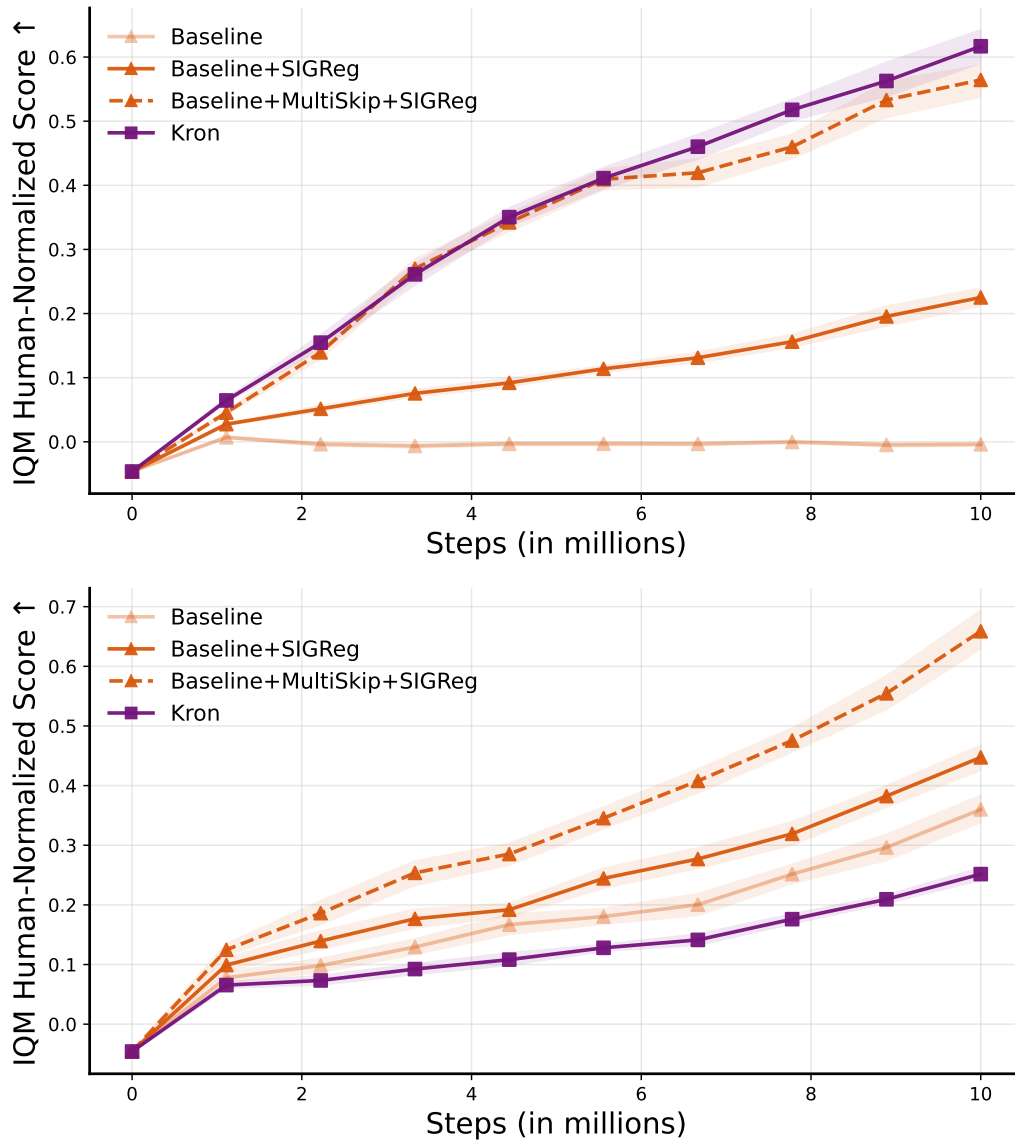 IQM Human-Normalized Score ↑
0.6
0.5
0.4
0.3
0.2
0.1
0.0
Baseline
Baseline+SIGReg
Baseline+MultiSkip+SIGReg
Kron
0 2 4 6 8 10
Steps (in millions)
IQM Human-Normalized Score ↑
0.7
0.6
0.5
0.4
0.3
0.2
0.1
0.0
Baseline
Baseline+SIGReg
Baseline+MultiSkip+SIGReg
Kron
0 2 4 6 8 10
Steps (in millions)